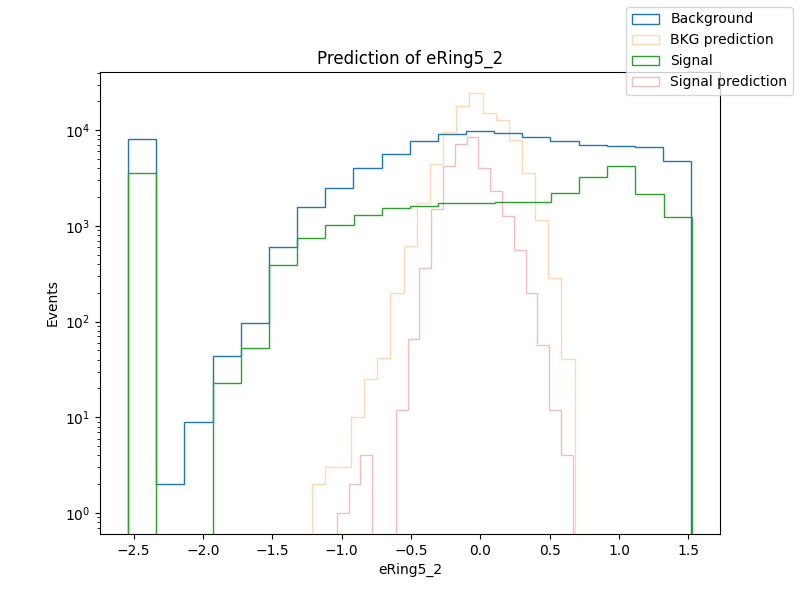 Prediction of eRing5_2
Background
BKG prediction
Signal
Signal prediction
Events
10⁴
10³
10²
10¹
10⁰
−2.5 −2.0 −1.5 −1.0 −0.5 0.0 0.5 1.0 1.5
eRing5_2